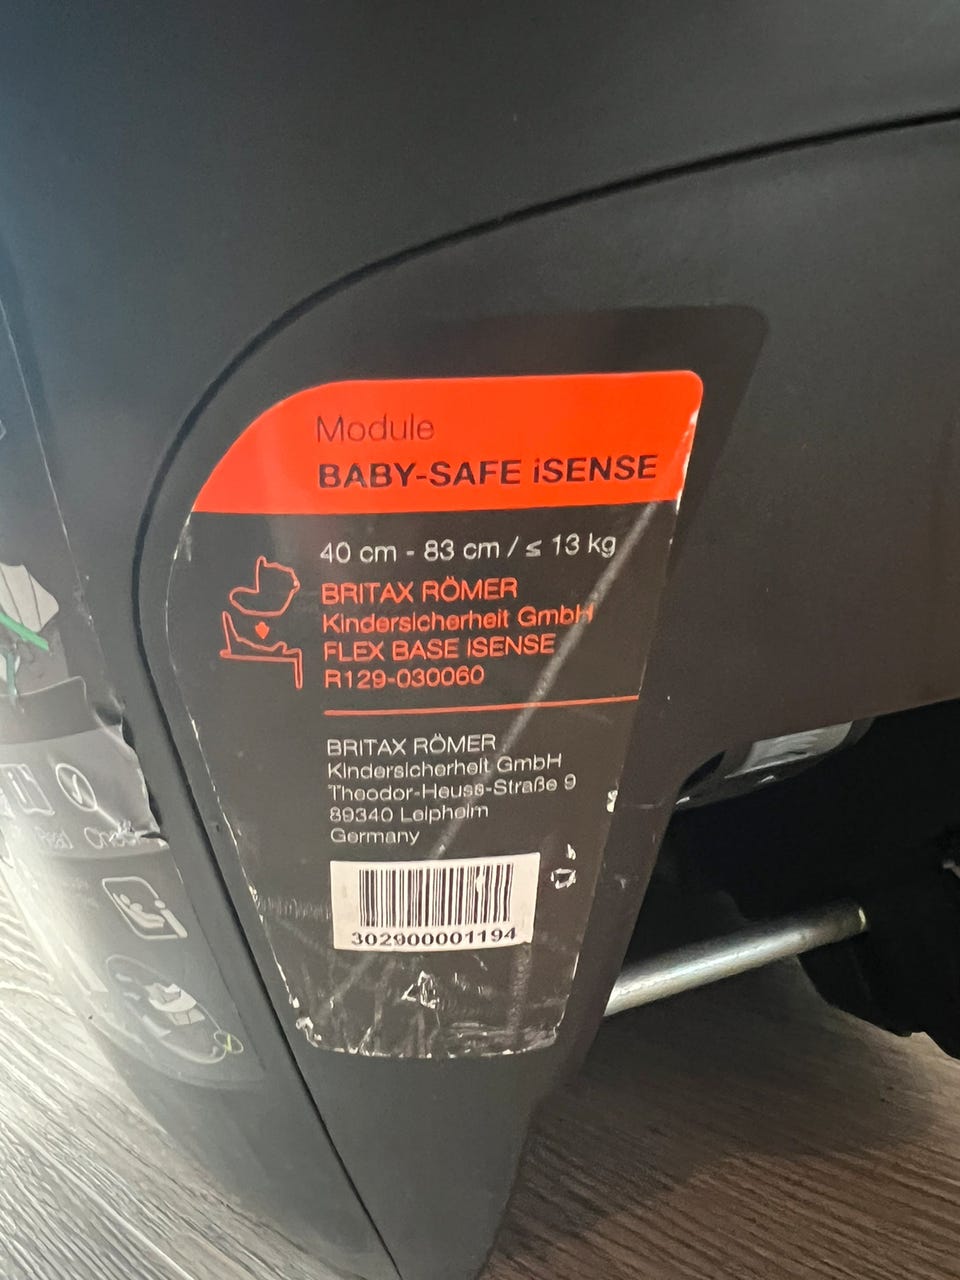 Module
BABY-SAFE iSENSE
40 cm - 83 cm / ≤ 13 kg
BRITAX RÖMER
Kindersicherheit GmbH
FLEX BASE iSENSE
R129-030060
BRITAX RÖMER
Kindersicherheit GmbH
Theodor-Heuss-Straße 9
89340 Leipheim
Germany
302900001194
Read